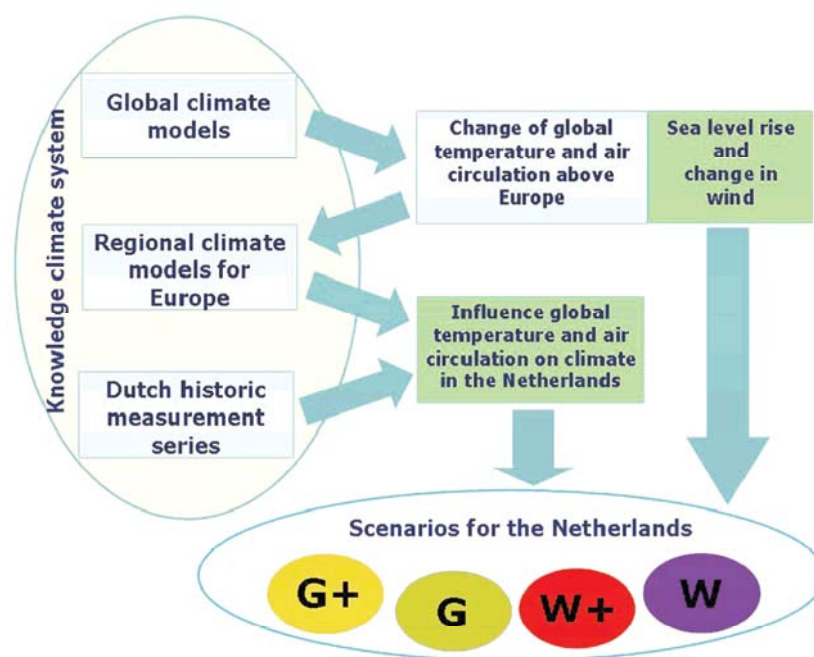 Knowledge climate system
Global climate
models
Change of global
temperature and air
circulation above
Europe
Sea level rise
and
change in
wind
Regional climate
models for
Europe
Influence global
temperature and air
circulation on climate
in the Netherlands
Dutch historic
measurement
series
Scenarios for the Netherlands
G+
G
W+
W